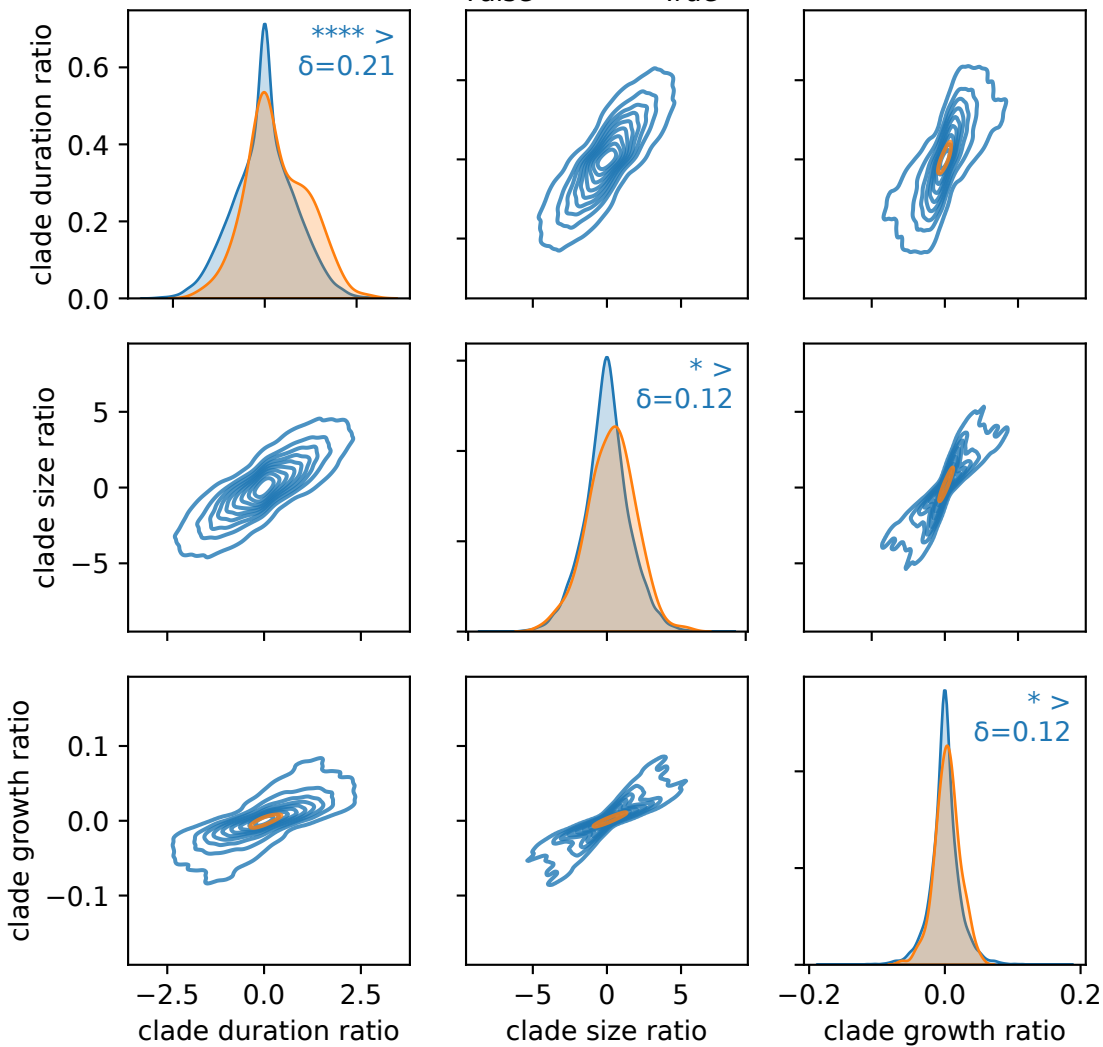 clade duration ratio
0.6
0.4
0.2
0.0
**** >
δ=0.21
clade size ratio
5
0
−5
* >
δ=0.12
clade growth ratio
0.1
0.0
−0.1
* >
δ=0.12
−2.5 0.0 2.5
−5 0 5
−0.2 0.0 0.2
clade duration ratio
clade size ratio
clade growth ratio